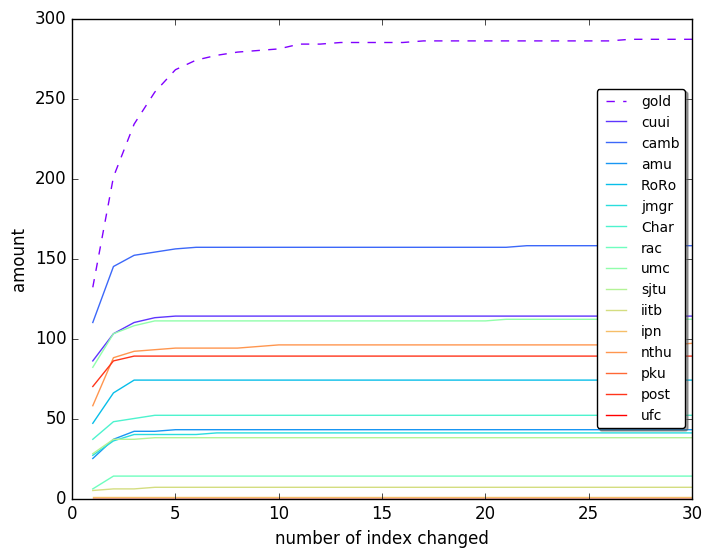 300
250
200
150
100
50
0
amount
gold
cuui
camb
amu
RoRo
jmgr
Char
rac
umc
sjtu
iitb
ipn
nthu
pku
post
ufc
0 5 10 15 20 25 30
number of index changed